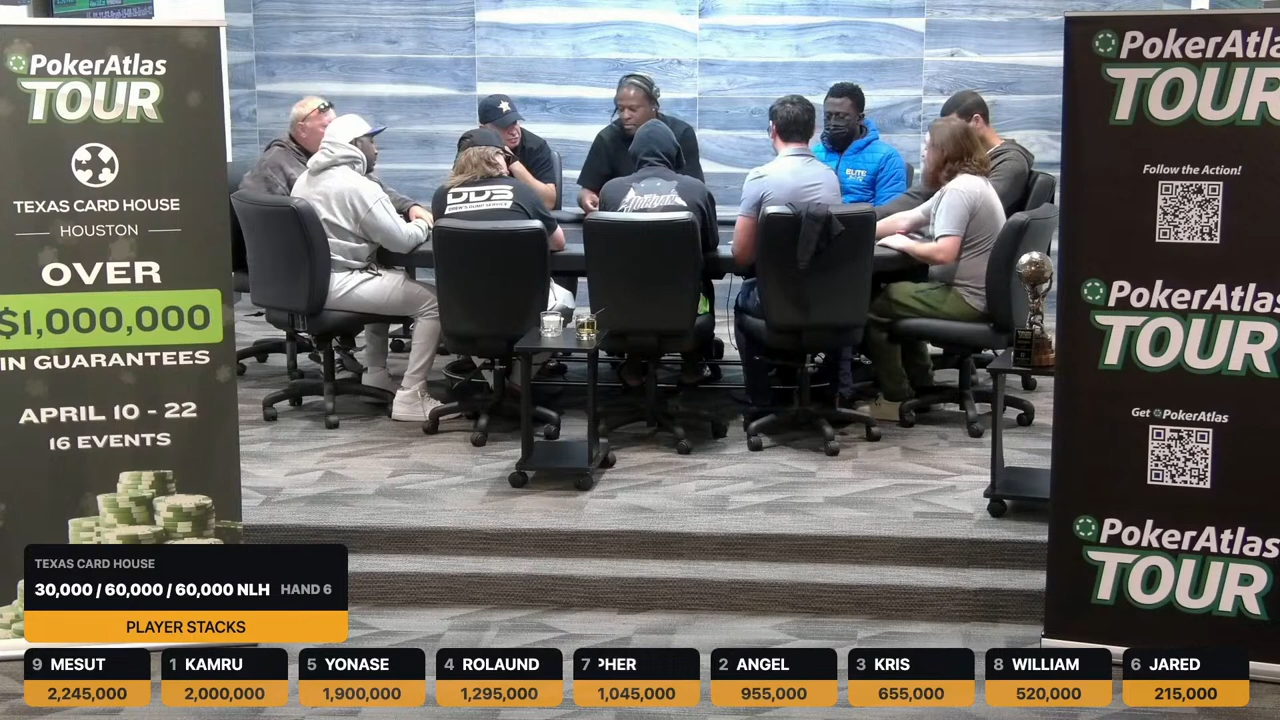 PokerAtlas
TOUR
TEXAS CARD HOUSE
HOUSTON
OVER
$1,000,000
IN GUARANTEES
APRIL 10 - 22
16 EVENTS
DDS
ELITE
PokerAtla
TOUR
Follow the Action!
PokerAtlas
TOUR
Get PokerAtlas
PokerAtlas
TOUR
TEXAS CARD HOUSE
30,000 / 60,000 / 60,000 NLH HAND 6
PLAYER STACKS
9 MESUT 1 KAMRU 5 YONASE 4 ROLAUND 7 PHER 2 ANGEL 3 KRIS 8 WILLIAM 6 JARED
2,245,000 2,000,000 1,900,000 1,295,000 1,045,000 955,000 655,000 520,000 215,000